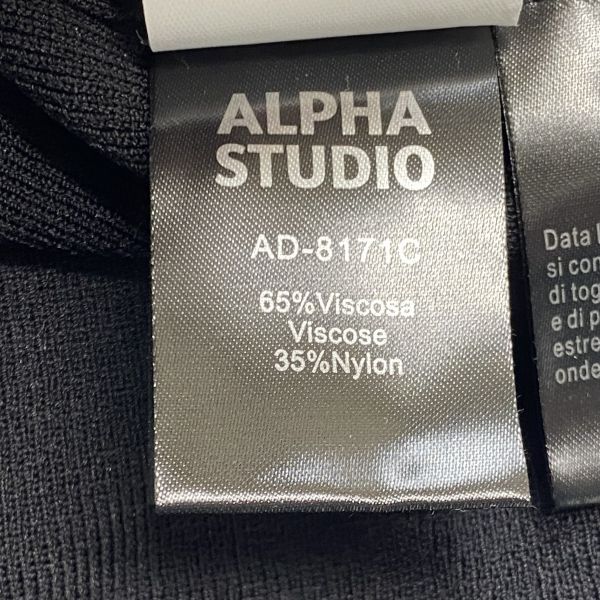 ALPHA
STUDIO
AD-8171C
65%Viscosa
Viscose
35%Nylon
Data
si con
di tog
e di p
estre
onde